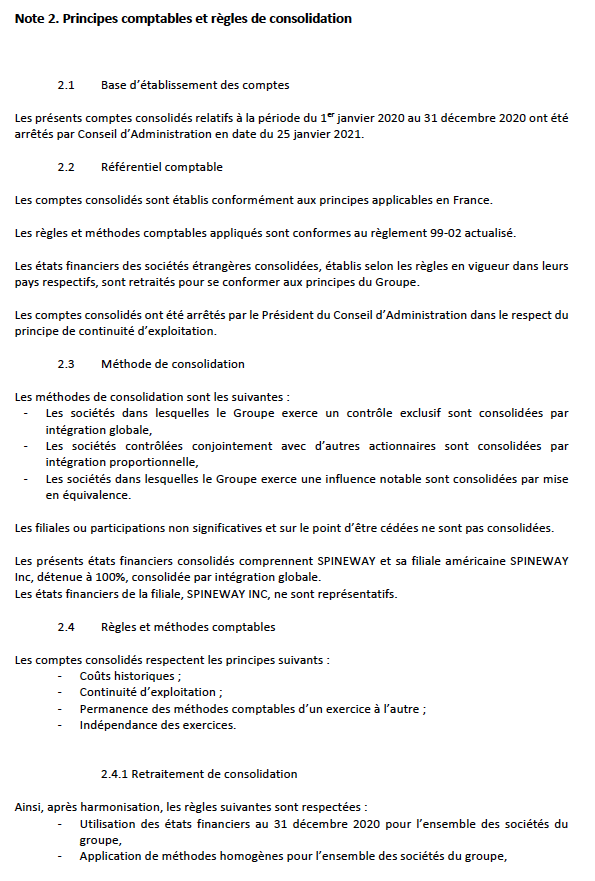 Note 2. Principes comptables et règles de consolidation
2.1 Base d'établissement des comptes
Les présents comptes consolidés relatifs à la période du 1er janvier 2020 au 31 décembre 2020 ont été
arrêtés par Conseil d'Administration en date du 25 janvier 2021.
2.2 Référentiel comptable
Les comptes consolidés sont établis conformément aux principes applicables en France.
Les règles et méthodes comptables appliqués sont conformes au règlement 99-02 actualisé.
Les états financiers des sociétés étrangères consolidées, établis selon les règles en vigueur dans leurs
pays respectifs, sont retraités pour se conformer aux principes du Groupe.
Les comptes consolidés ont été arrêtés par le Président du Conseil d'Administration dans le respect du
principe de continuité d'exploitation.
2.3 Méthode de consolidation
Les méthodes de consolidation sont les suivantes :
- Les sociétés dans lesquelles le Groupe exerce un contrôle exclusif sont consolidées par
intégration globale,
- Les sociétés contrôlées conjointement avec d'autres actionnaires sont consolidées par
intégration proportionnelle,
- Les sociétés dans lesquelles le Groupe exerce une influence notable sont consolidées par mise
en équivalence.
Les filiales ou participations non significatives et sur le point d'être cédées ne sont pas consolidées.
Les présents états financiers consolidés comprennent SPINEWAY et sa filiale américaine SPINEWAY
Inc, détenue à 100%, consolidée par intégration globale.
Les états financiers de la filiale, SPINEWAY INC, ne sont représentatifs.
2.4 Règles et méthodes comptables
Les comptes consolidés respectent les principes suivants :
- Coûts historiques ;
- Continuité d'exploitation ;
- Permanence des méthodes comptables d'un exercice à l'autre ;
- Indépendance des exercices.
2.4.1 Retraitement de consolidation
Ainsi, après harmonisation, les règles suivantes sont respectées :
- Utilisation des états financiers au 31 décembre 2020 pour l'ensemble des sociétés du
groupe,
- Application de méthodes homogènes pour l'ensemble des sociétés du groupe,